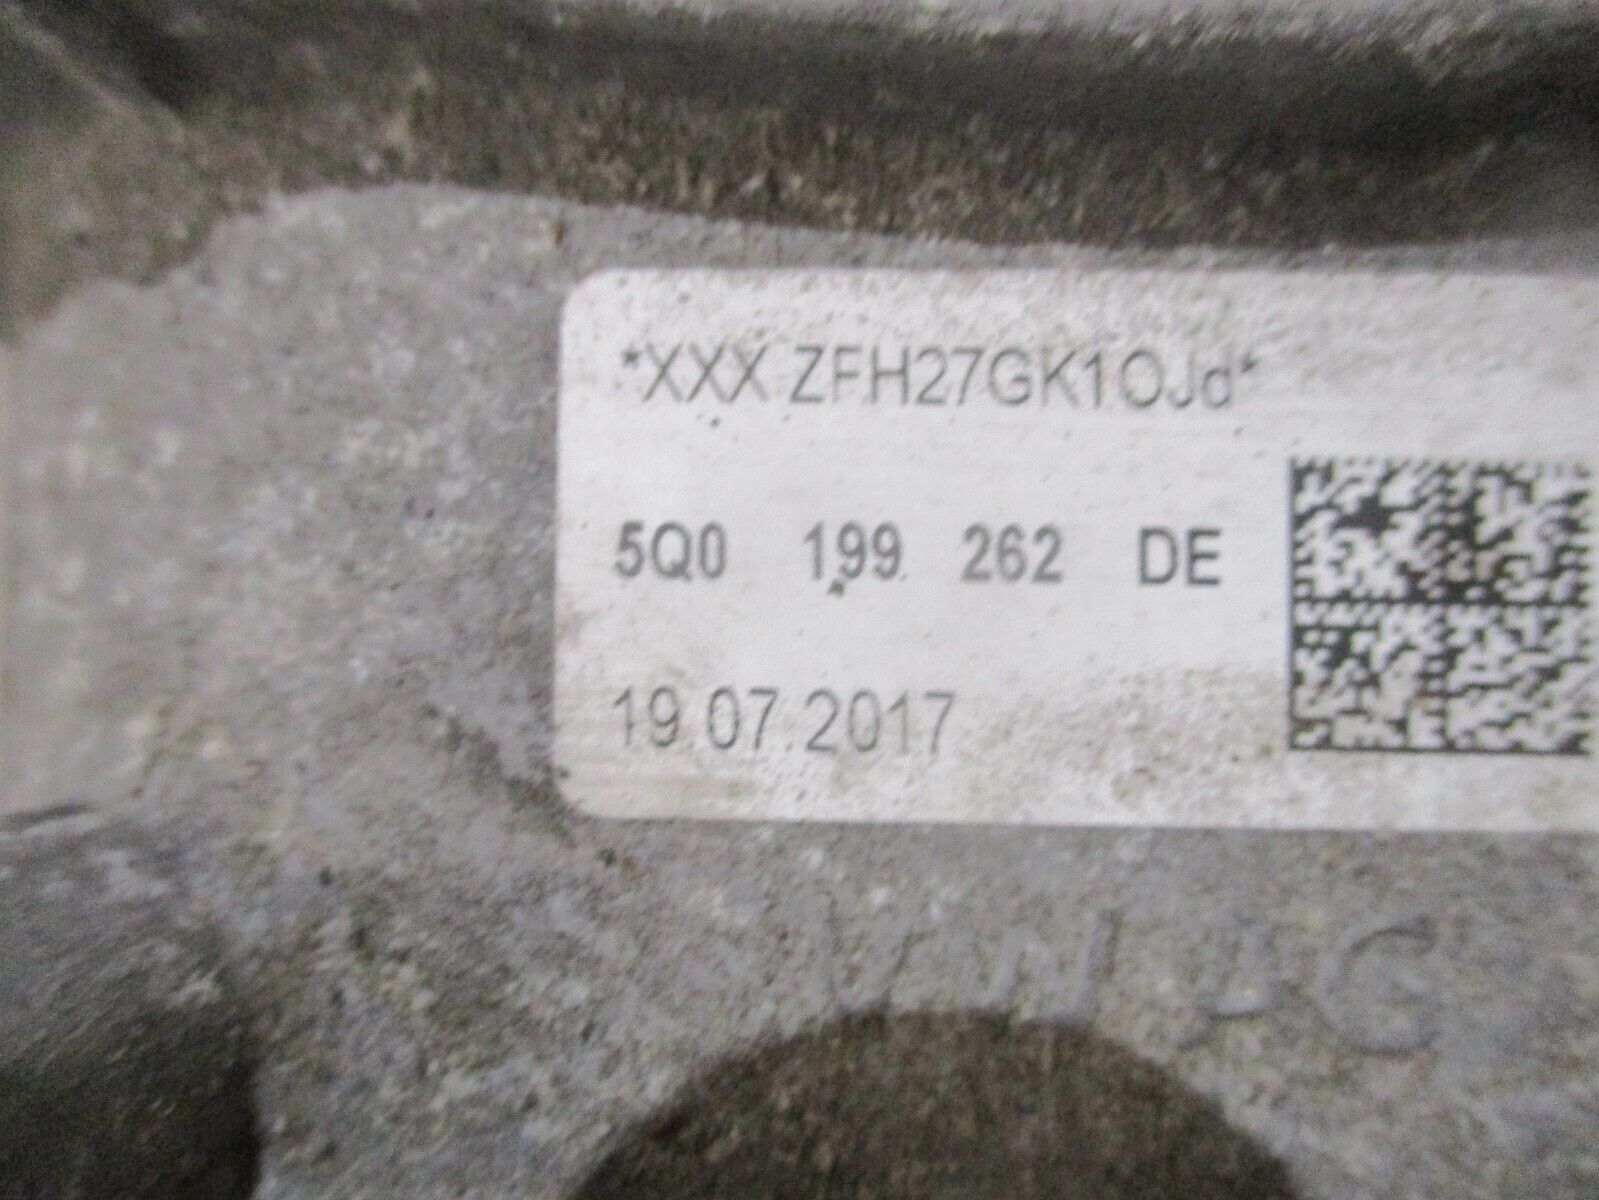 *XXX ZFH27GK1OJd*
5Q0 199 262 DE
19.07.2017